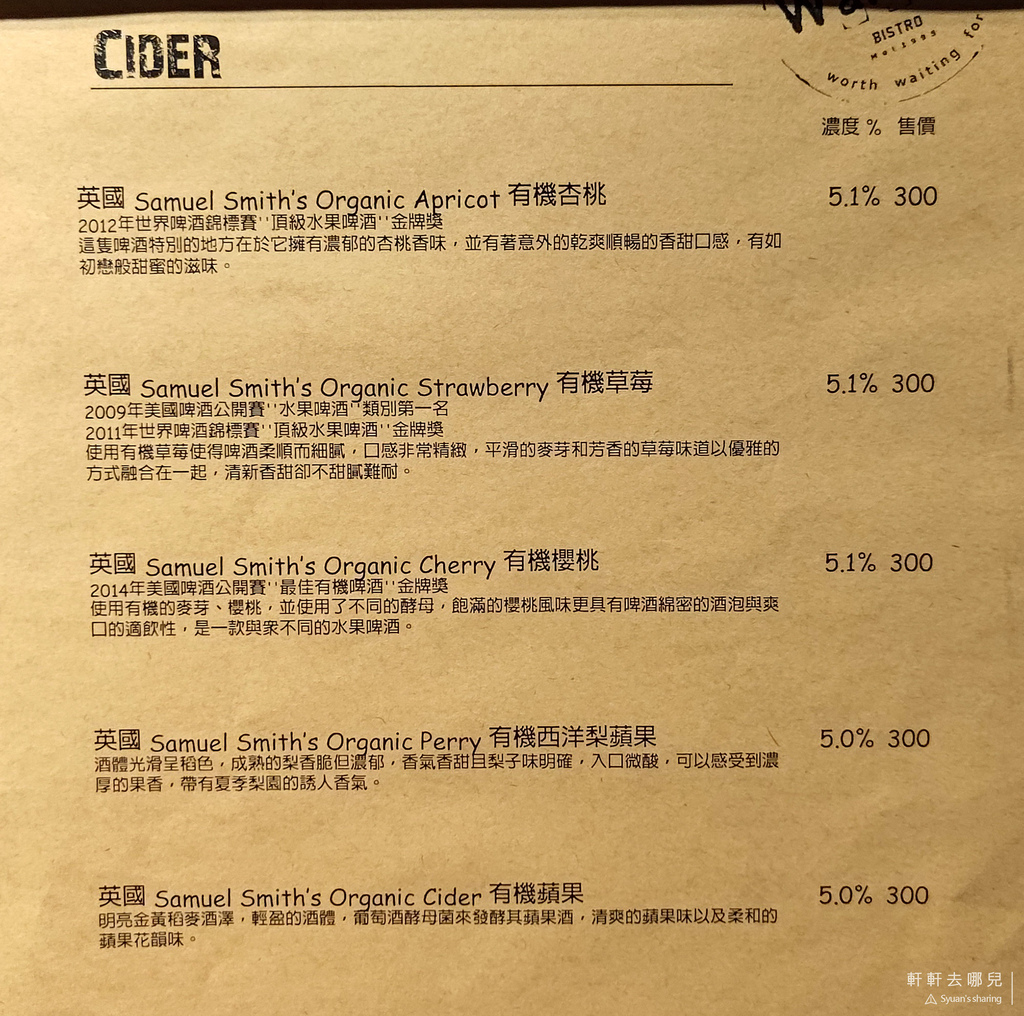 CIDER
BISTRO
worth waiting for
濃度% 售價
英國 Samuel Smith's Organic Apricot 有機杏桃 5.1% 300
2012年世界啤酒錦標賽''頂級水果啤酒''金牌獎
這隻啤酒特別的地方在於它擁有濃郁的杏桃香味，並有著意外的乾爽順暢的香甜口感，有如
初戀般甜蜜的滋味。
英國 Samuel Smith's Organic Strawberry 有機草莓 5.1% 300
2009年美國啤酒公開賽''水果啤酒''類別第一名
2011年世界啤酒錦標賽''頂級水果啤酒''金牌獎
使用有機草莓使得啤酒柔順而細膩，口感非常精緻，平滑的麥芽和芳香的草莓味道以優雅的
方式融合在一起，清新香甜卻不甜膩難耐。
英國 Samuel Smith's Organic Cherry 有機櫻桃 5.1% 300
2014年美國啤酒公開賽''最佳有機啤酒''金牌獎
使用有機的麥芽、櫻桃，並使用了不同的酵母，飽滿的櫻桃風味更具有啤酒綿密的酒泡與爽
口的適飲性，是一款與衆不同的水果啤酒。
英國 Samuel Smith's Organic Perry 有機西洋梨蘋果 5.0% 300
酒體光滑呈稻色，成熟的梨香脆但濃郁，香氣香甜且梨子味明確，入口微酸，可以感受到濃
厚的果香，帶有夏季梨園的誘人香氣。
英國 Samuel Smith's Organic Cider 有機蘋果 5.0% 300
明亮金黃稻麥酒澤，輕盈的酒體，葡萄酒酵母菌來發酵其蘋果酒，清爽的蘋果味以及柔和的
蘋果花韻味。
軒軒去哪兒
Syuan's sharing